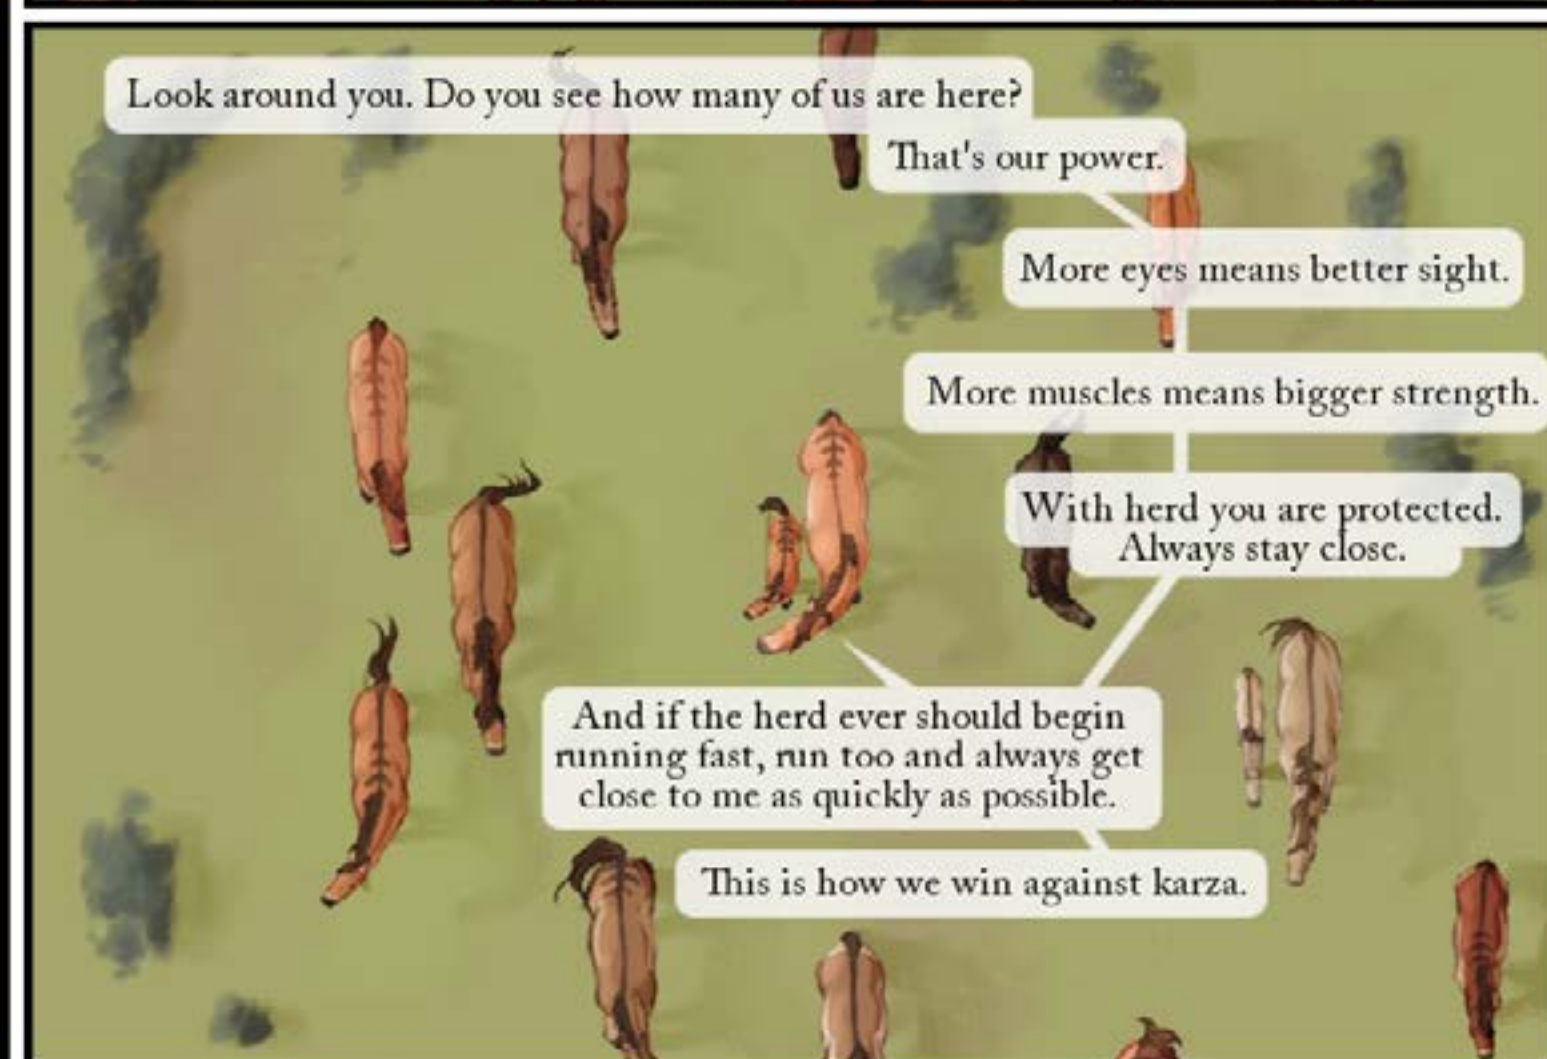 Look around you. Do you see how many of us are here?
That's our power.
More eyes means better sight.
More muscles means bigger strength.
With herd you are protected.
Always stay close.
And if the herd ever should begin
running fast, run too and always get
close to me as quickly as possible.
This is how we win against karza.